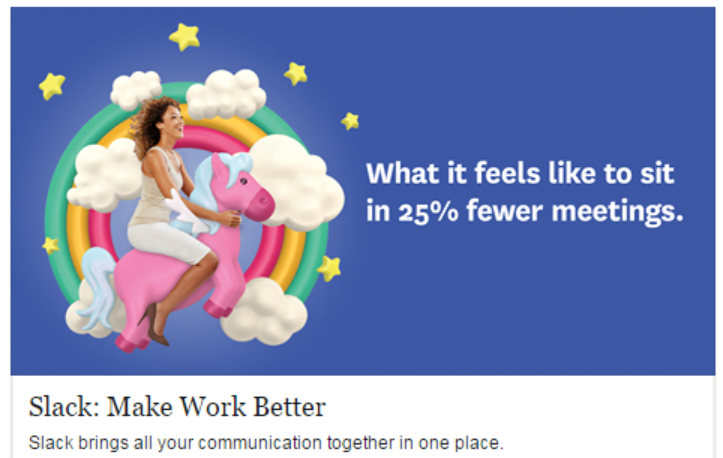 What it feels like to sit
in 25% fewer meetings.
Slack: Make Work Better
Slack brings all your communication together in one place.